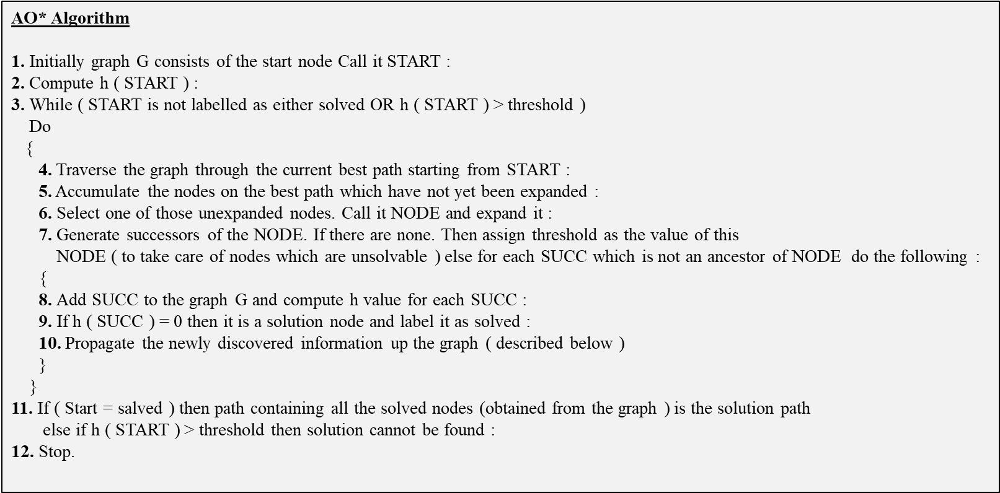 AO* Algorithm
1. Initially graph G consists of the start node Call it START :
2. Compute h ( START ) :
3. While ( START is not labelled as either solved OR h ( START ) > threshold )
Do
{
4. Traverse the graph through the current best path starting from START :
5. Accumulate the nodes on the best path which have not yet been expanded :
6. Select one of those unexpanded nodes. Call it NODE and expand it :
7. Generate successors of the NODE. If there are none. Then assign threshold as the value of this
NODE ( to take care of nodes which are unsolvable ) else for each SUCC which is not an ancestor of NODE do the following :
{
8. Add SUCC to the graph G and compute h value for each SUCC :
9. If h ( SUCC ) = 0 then it is a solution node and label it as solved :
10. Propagate the newly discovered information up the graph ( described below )
}
}
11. If ( Start = salved ) then path containing all the solved nodes (obtained from the graph ) is the solution path
else if h ( START ) > threshold then solution cannot be found :
12. Stop.